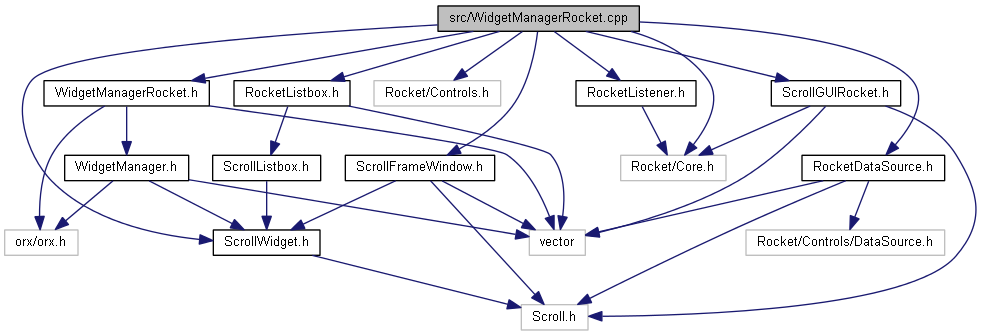 src/WidgetManagerRocket.cpp
WidgetManagerRocket.h
RocketListbox.h
Rocket/Controls.h
RocketListener.h
ScrollGUIRocket.h
WidgetManager.h
ScrollListbox.h
ScrollFrameWindow.h
Rocket/Core.h
RocketDataSource.h
orx/orx.h
ScrollWidget.h
vector
Rocket/Controls/DataSource.h
Scroll.h